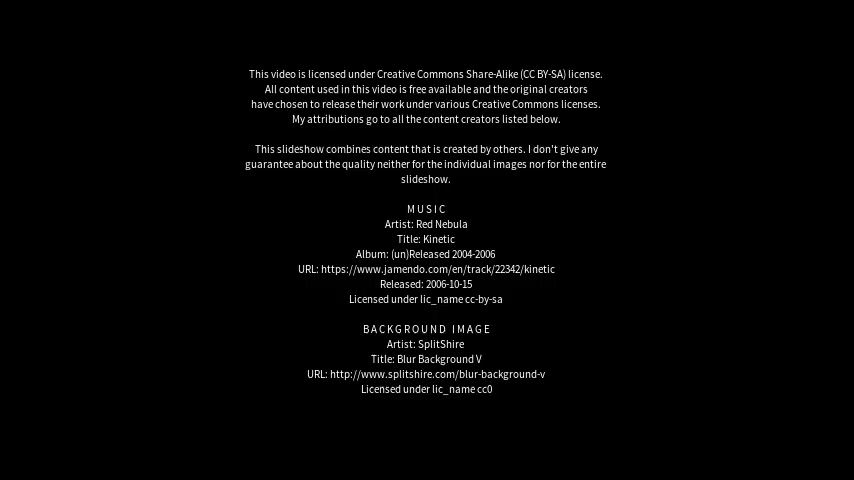 This video is licensed under Creative Commons Share-Alike (CC BY-SA) license.
All content used in this video is free available and the original creators
have chosen to release their work under various Creative Commons licenses.
My attributions go to all the content creators listed below.
This slideshow combines content that is created by others. I don't give any
guarantee about the quality neither for the individual images nor for the entire
slideshow.
MUSIC
Artist: Red Nebula
Title: Kinetic
Album: (un)Released 2004-2006
URL: https://www.jamendo.com/en/track/22342/kinetic
Released: 2006-10-15
Licensed under lic_name cc-by-sa
BACKGROUND IMAGE
Artist: SplitShire
Title: Blur Background V
URL: http://www.splitshire.com/blur-background-v
Licensed under lic_name cc0